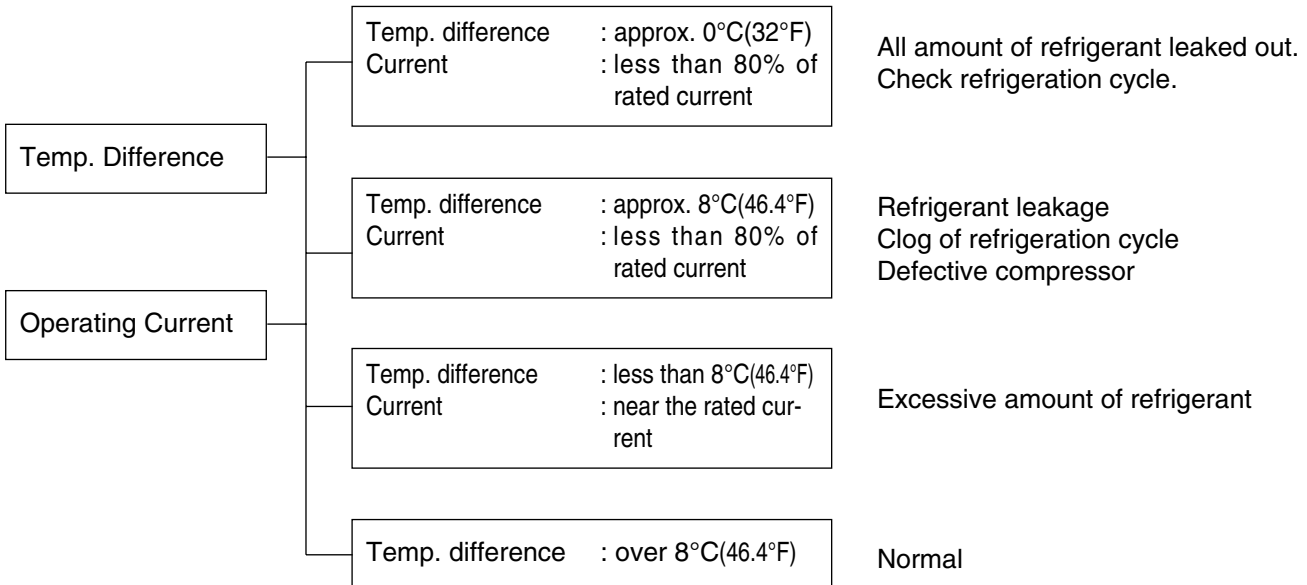 Temp. Difference
Operating Current
Temp. difference : approx. 0°C(32°F)
Current : less than 80% of
rated current
All amount of refrigerant leaked out.
Check refrigeration cycle.
Temp. difference : approx. 8°C(46.4°F)
Current : less than 80% of
rated current
Refrigerant leakage
Clog of refrigeration cycle
Defective compressor
Temp. difference : less than 8°C(46.4°F)
Current : near the rated cur-
rent
Excessive amount of refrigerant
Temp. difference : over 8°C(46.4°F)
Normal